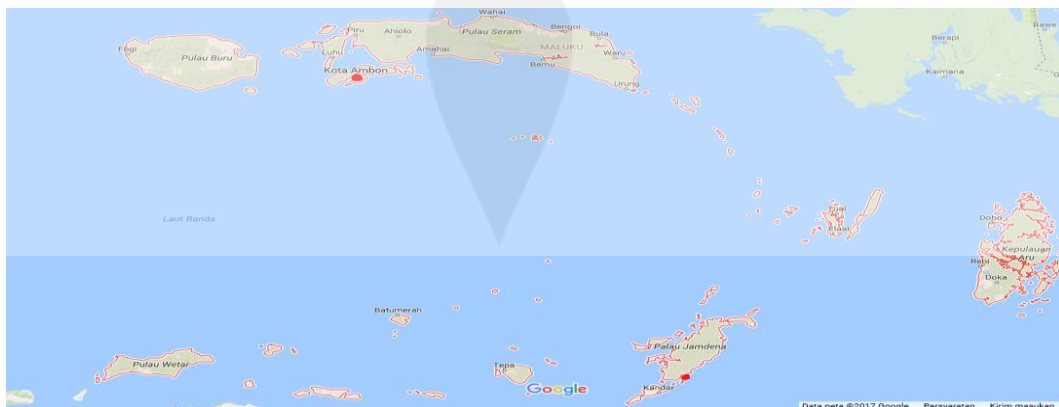 Wahai
Piru
Ahiolo
Pulau Seram
Bengoi
Bula
Fogi
Luhu
Amahai
MALUKU
Waru
Pulau Buru
Bemu
Kota Ambon
Urung
Berapi
Bawe
Kaimana
Tual
Laut Banda
Elaar
Dobo
Kepulauan
Aru
Rebi
Doka
Batumerah
Pulau Jamdena
Pulau Wetar
Tepa
Google
Kandar
Data peta ©2017 Google Persyaratan Kirim masukan